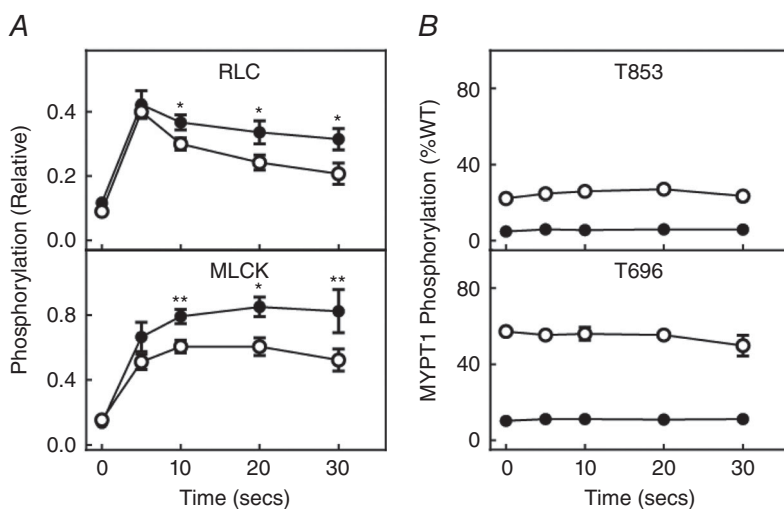 A
RLC
Phosphorylation (Relative)
0.4
*
*
*
0.2
0.0
MLCK
0.8
**
*
**
0.4
0.0
0
10
20
30
Time (secs)
B
T853
MYPT1 Phosphorylation (%WT)
80
40
0
T696
80
40
0
0
10
20
30
Time (secs)